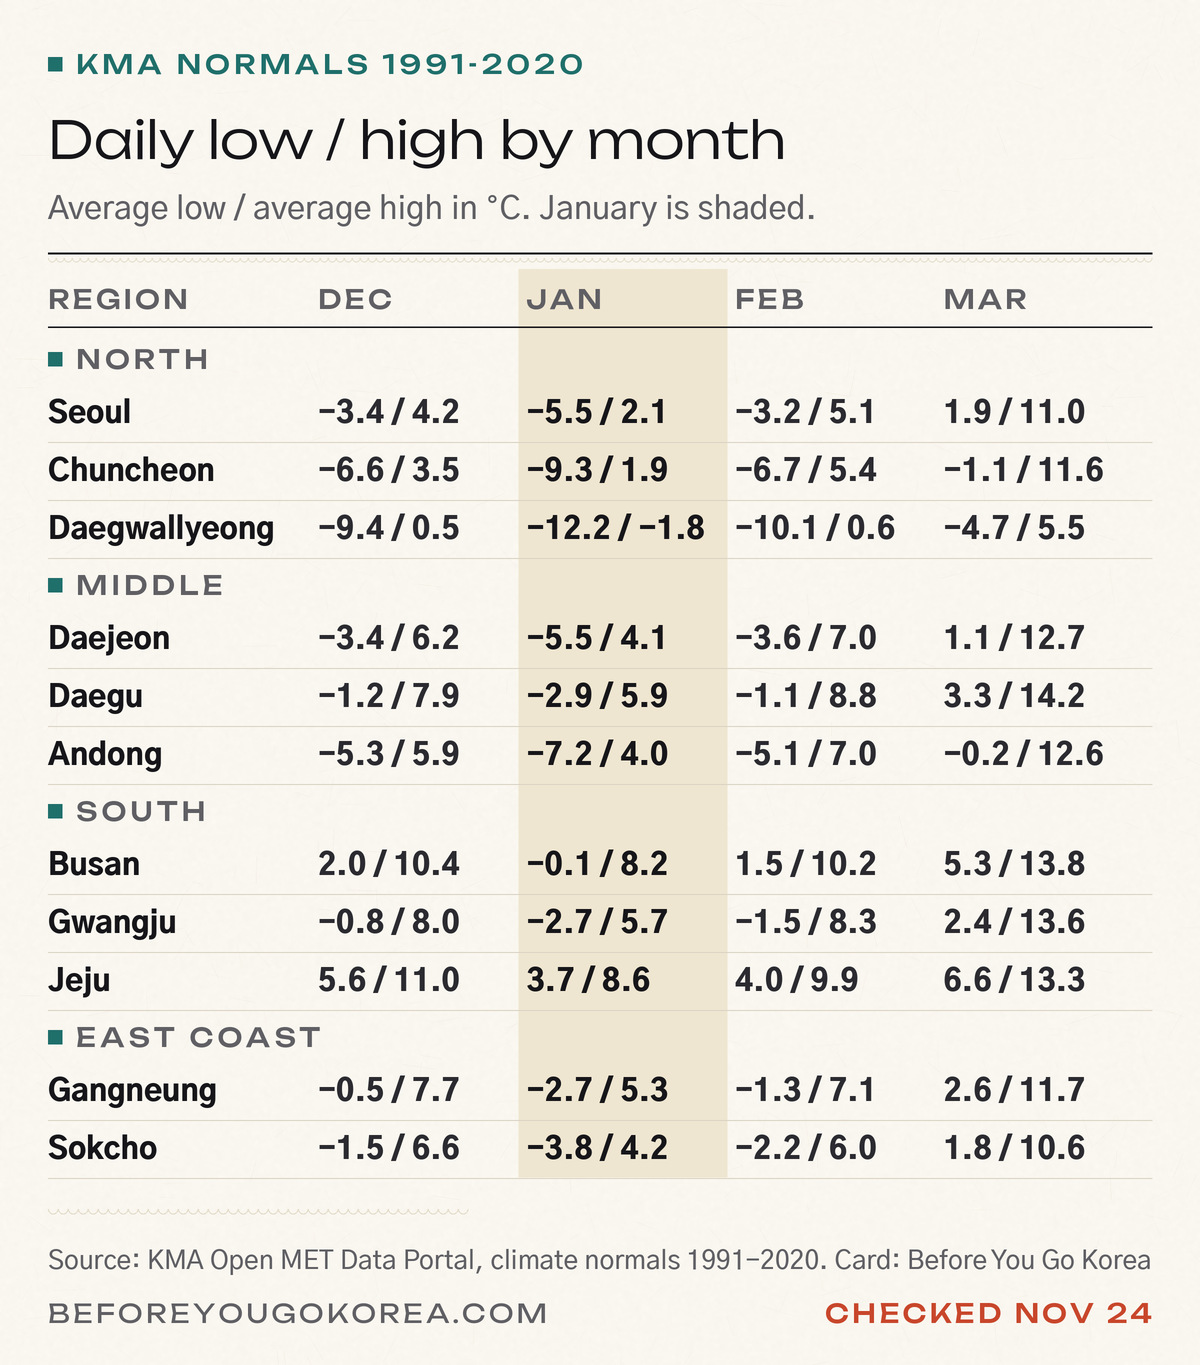 KMA NORMALS 1991-2020
Daily low / high by month
Average low / average high in °C. January is shaded.
REGION DEC JAN FEB MAR
NORTH
Seoul −3.4 / 4.2 −5.5 / 2.1 −3.2 / 5.1 1.9 / 11.0
Chuncheon −6.6 / 3.5 −9.3 / 1.9 −6.7 / 5.4 −1.1 / 11.6
Daegwallyeong −9.4 / 0.5 −12.2 / −1.8 −10.1 / 0.6 −4.7 / 5.5
MIDDLE
Daejeon −3.4 / 6.2 −5.5 / 4.1 −3.6 / 7.0 1.1 / 12.7
Daegu −1.2 / 7.9 −2.9 / 5.9 −1.1 / 8.8 3.3 / 14.2
Andong −5.3 / 5.9 −7.2 / 4.0 −5.1 / 7.0 −0.2 / 12.6
SOUTH
Busan 2.0 / 10.4 −0.1 / 8.2 1.5 / 10.2 5.3 / 13.8
Gwangju −0.8 / 8.0 −2.7 / 5.7 −1.5 / 8.3 2.4 / 13.6
Jeju 5.6 / 11.0 3.7 / 8.6 4.0 / 9.9 6.6 / 13.3
EAST COAST
Gangneung −0.5 / 7.7 −2.7 / 5.3 −1.3 / 7.1 2.6 / 11.7
Sokcho −1.5 / 6.6 −3.8 / 4.2 −2.2 / 6.0 1.8 / 10.6
Source: KMA Open MET Data Portal, climate normals 1991–2020. Card: Before You Go Korea
BEFOREYOUGOKOREA.COM CHECKED NOV 24